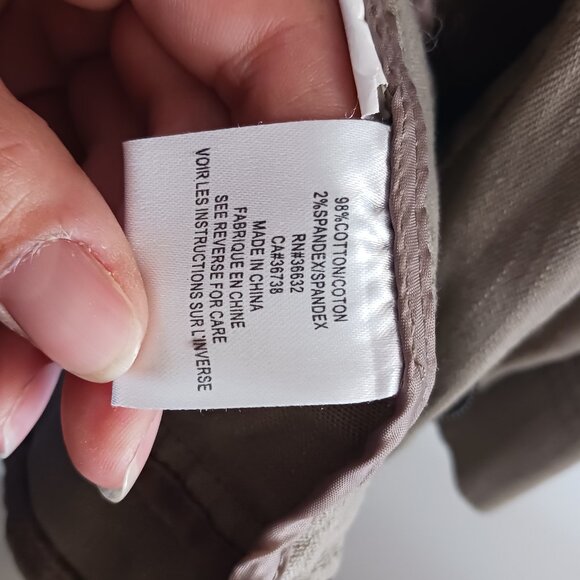 98%COTTON/COTON
2%SPANDEX/SPANDEX
RN#36632
CA#36738
MADE IN CHINA
FABRIQUE EN CHINE
SEE REVERSE FOR CARE
VOIR LES INSTRUCTIONS SUR L'INVERSE